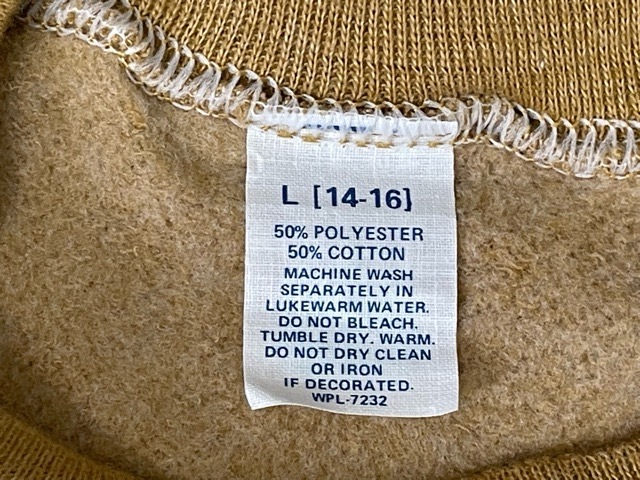 L [14-16]
50% POLYESTER
50% COTTON
MACHINE WASH
SEPARATELY IN
LUKEWARM WATER.
DO NOT BLEACH.
TUMBLE DRY. WARM.
DO NOT DRY CLEAN
OR IRON
IF DECORATED.
WPL-7232